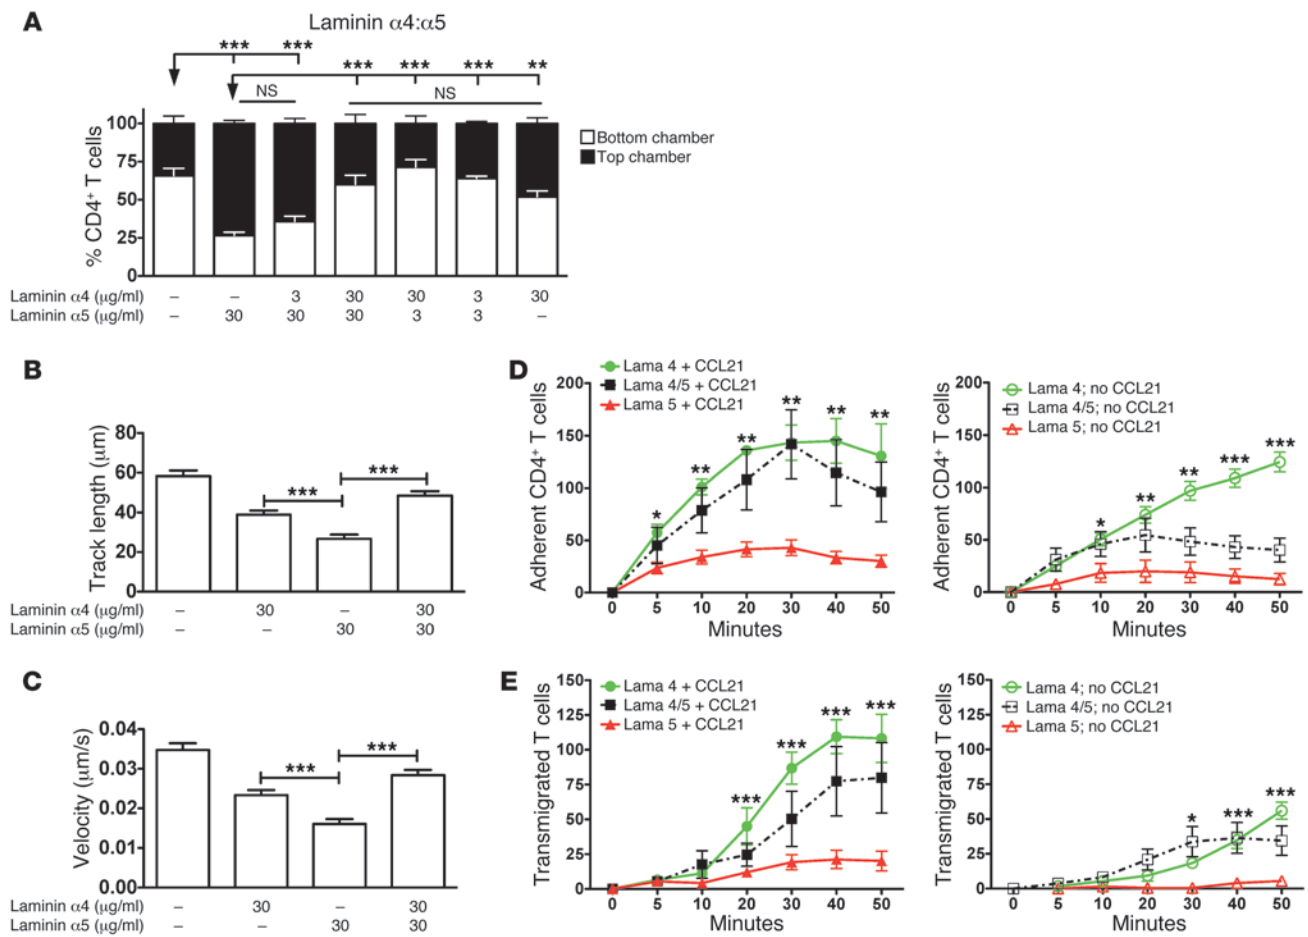 A
Laminin α4:α5
*** ***
*** *** *** **
NS NS
% CD4⁺ T cells
100
75
50
25
0
Bottom chamber
Top chamber
Laminin α4 (μg/ml) – – 3 30 30 3 30
Laminin α5 (μg/ml) – 30 30 30 3 3 –
B
Track length (μm)
80
60
40
20
0
*** ***
Laminin α4 (μg/ml) – 30 – 30
Laminin α5 (μg/ml) – – 30 30
C
Velocity (μm/s)
0.04
0.03
0.02
0.01
0.00
*** ***
Laminin α4 (μg/ml) – 30 – 30
Laminin α5 (μg/ml) – – 30 30
D
Adherent CD4⁺ T cells
200
150
100
50
0
Lama 4 + CCL21
Lama 4/5 + CCL21
Lama 5 + CCL21
* ** ** ** ** **
0 5 10 20 30 40 50
Minutes
Adherent CD4⁺ T cells
200
150
100
50
0
Lama 4; no CCL21
Lama 4/5; no CCL21
Lama 5; no CCL21
* ** ** *** ***
0 5 10 20 30 40 50
Minutes
E
Transmigrated T cells
150
125
100
75
50
25
0
Lama 4 + CCL21
Lama 4/5 + CCL21
Lama 5 + CCL21
*** *** *** ***
0 5 10 20 30 40 50
Minutes
Transmigrated T cells
150
125
100
75
50
25
0
Lama 4; no CCL21
Lama 4/5; no CCL21
Lama 5; no CCL21
* *** ***
0 5 10 20 30 40 50
Minutes